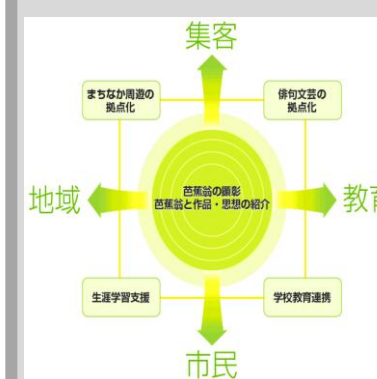 集客
まちなか周遊の
拠点化
俳句文芸の
拠点化
地域
芭蕉翁の顕彰
芭蕉翁と作品・思想の紹介
教育
生涯学習支援
学校教育連携
市民